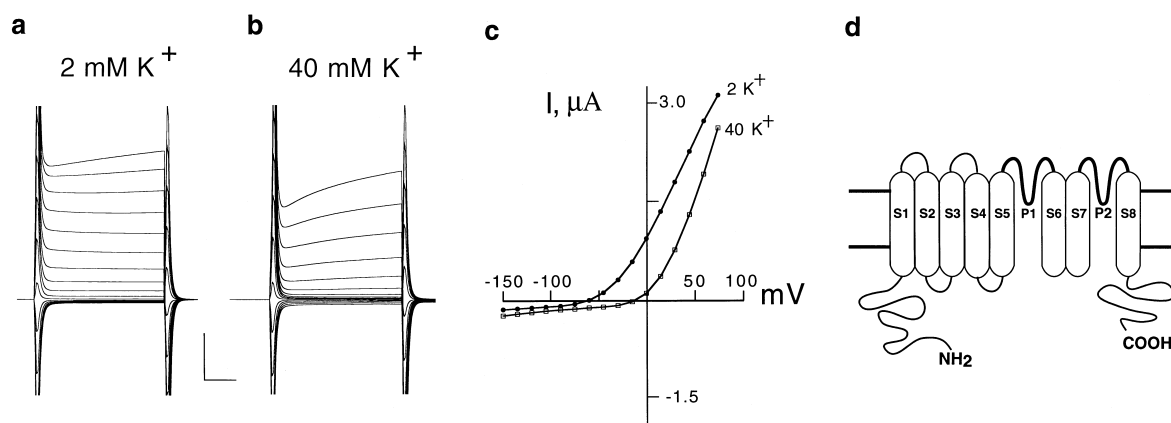 a
2 mM K+
b
40 mM K+
c
I, μA
3.0
2 K+
40 K+
-150 -100 50 100 mV
-1.5
d
S1 S2 S3 S4 S5 P1 S6 S7 P2 S8
NH2
COOH